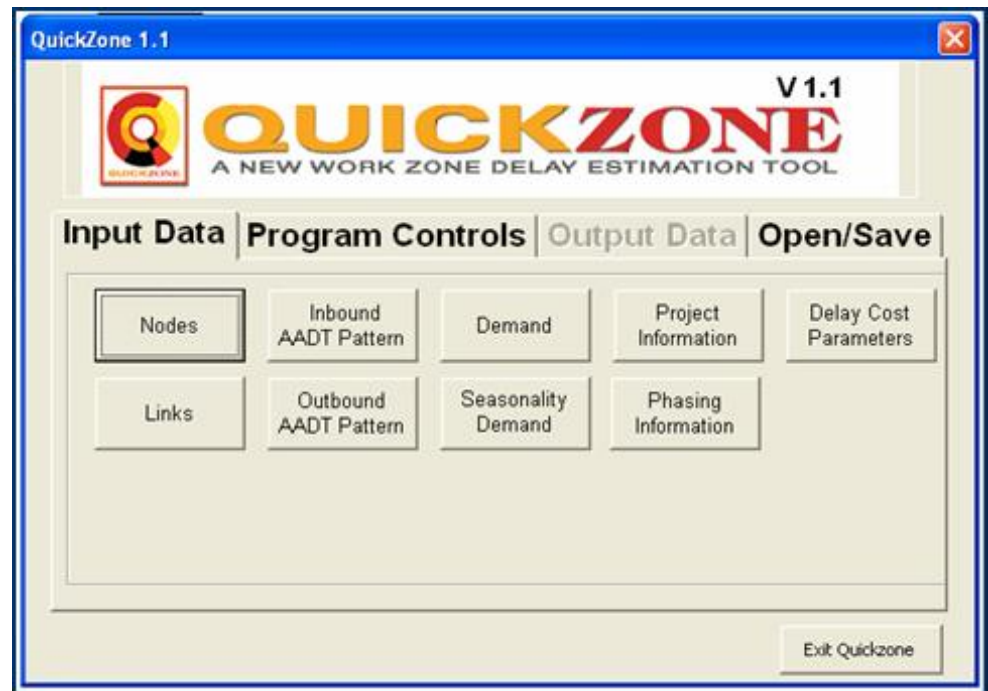 QuickZone 1.1
V 1.1
QUICKZONE
QUICKZONE
A NEW WORK ZONE DELAY ESTIMATION TOOL
Input Data Program Controls Output Data Open/Save
Nodes
Inbound
AADT Pattern
Demand
Project
Information
Delay Cost
Parameters
Links
Outbound
AADT Pattern
Seasonality
Demand
Phasing
Information
Exit Quickzone